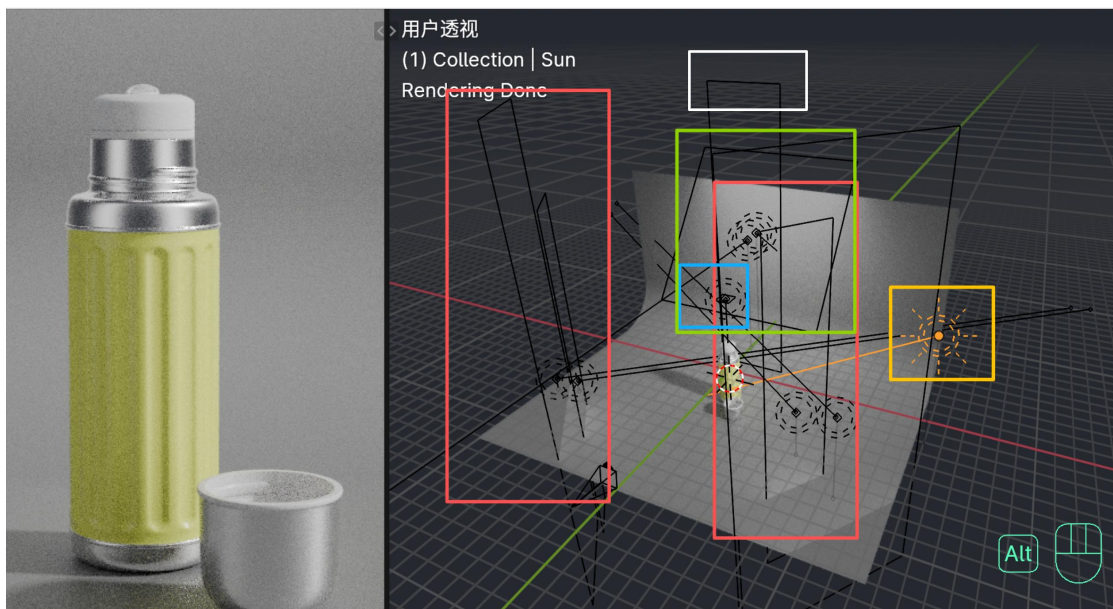 用户透视
(1) Collection | Sun
Rendering Done
Alt